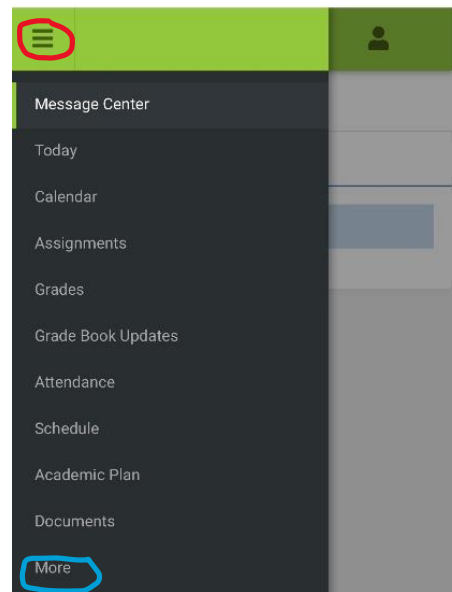 Message Center
Today
Calendar
Assignments
Grades
Grade Book Updates
Attendance
Schedule
Academic Plan
Documents
More